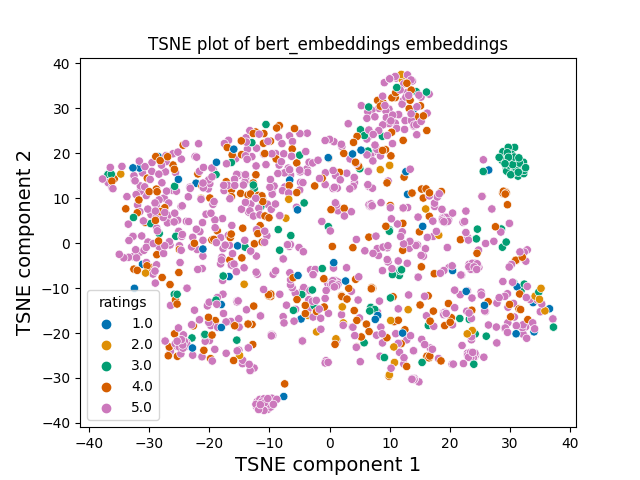 TSNE plot of bert_embeddings embeddings
40
30
20
10
0
−10
−20
−30
−40
TSNE component 2
ratings
1.0
2.0
3.0
4.0
5.0
−40 −30 −20 −10 0 10 20 30 40
TSNE component 1